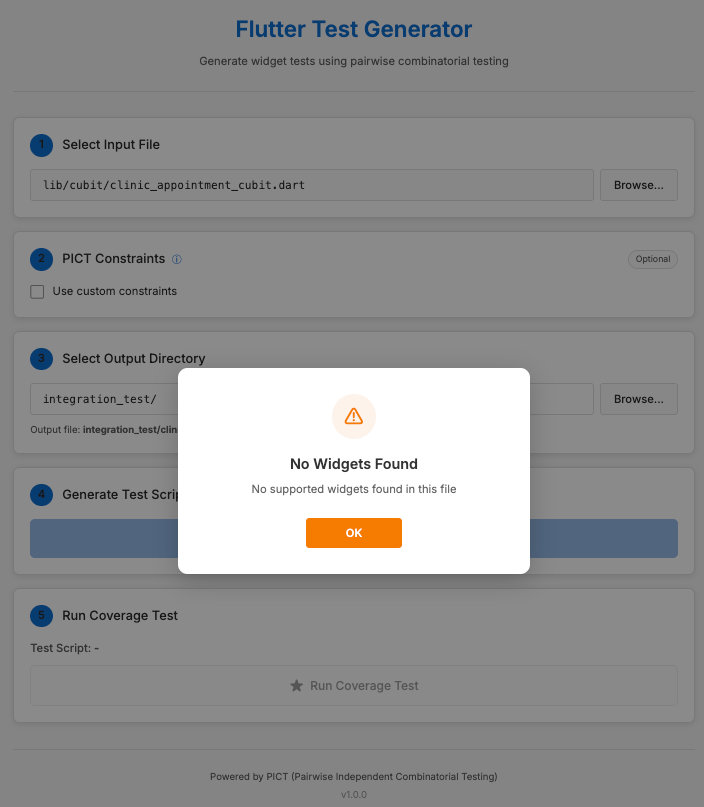 Flutter Test Generator
Generate widget tests using pairwise combinatorial testing
1 Select Input File
lib/cubit/clinic_appointment_cubit.dart Browse...
2 PICT Constraints ⓘ Optional
Use custom constraints
3 Select Output Directory
integration_test/ Browse...
Output file: integration_test/clin
No Widgets Found
No supported widgets found in this file
OK
4 Generate Test Scrip
5 Run Coverage Test
Test Script: -
Run Coverage Test
Powered by PICT (Pairwise Independent Combinatorial Testing)
v1.0.0